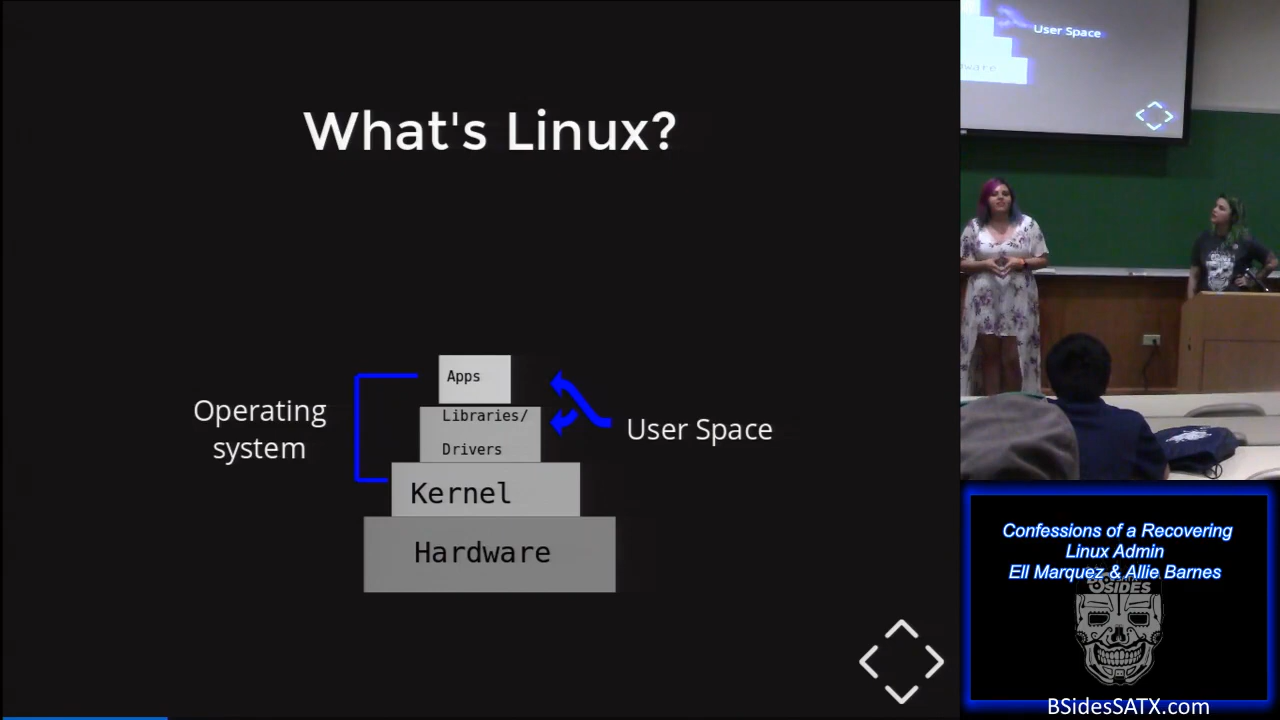 What's Linux?
Operating
system
Apps
Libraries/
Drivers
Kernel
Hardware
User Space
User Space
Confessions of a Recovering
Linux Admin
Ell Marquez & Allie Barnes
BSIDES
BSidesSATX.com